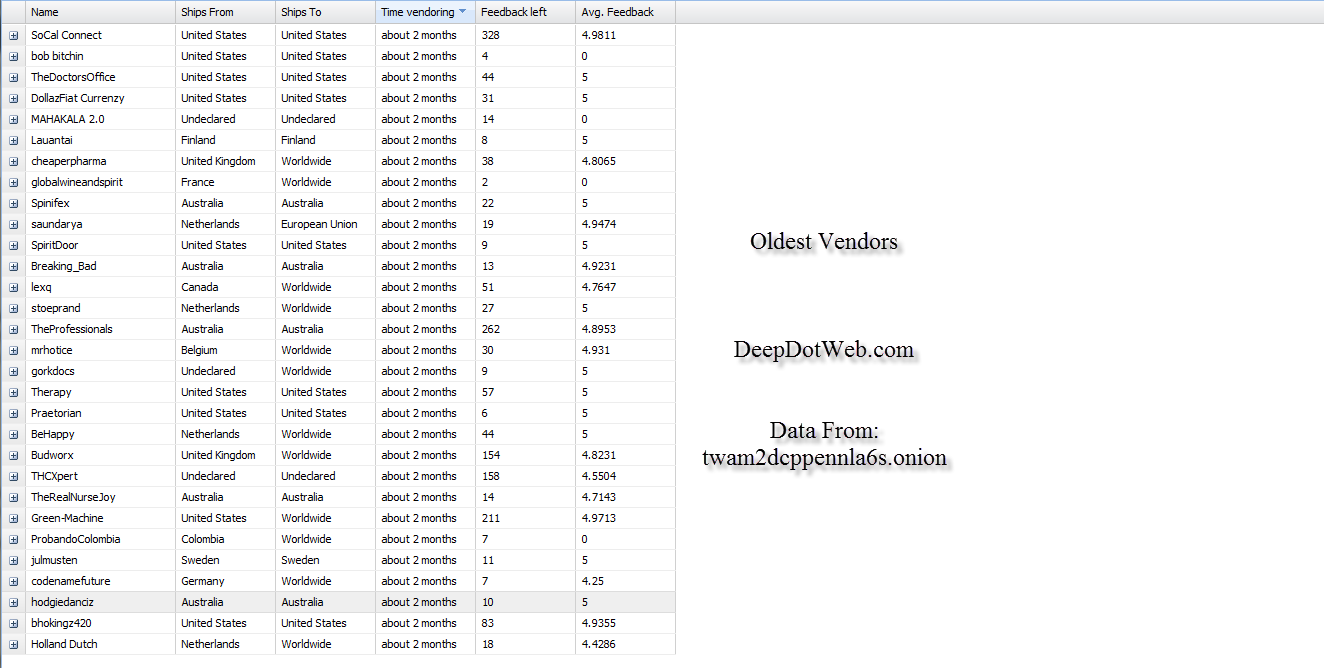 Name Ships From Ships To Time vendoring Feedback left Avg. Feedback
SoCal Connect United States United States about 2 months 328 4.9811
bob bitchin United States United States about 2 months 4 0
TheDoctorsOffice United States United States about 2 months 44 5
DollazFiat Currenzy United States United States about 2 months 31 5
MAHAKALA 2.0 Undeclared Undeclared about 2 months 14 0
Lauantai Finland Finland about 2 months 8 5
cheaperpharma United Kingdom Worldwide about 2 months 38 4.8065
globalwineandspirit France Worldwide about 2 months 2 0
Spinifex Australia Australia about 2 months 22 5
saundarya Netherlands European Union about 2 months 19 4.9474
SpiritDoor United States United States about 2 months 9 5
Breaking_Bad Australia Australia about 2 months 13 4.9231
lexq Canada Worldwide about 2 months 51 4.7647
stoeprand Netherlands Worldwide about 2 months 27 5
TheProfessionals Australia Australia about 2 months 262 4.8953
mrhotice Belgium Worldwide about 2 months 30 4.931
gorkdocs Undeclared Worldwide about 2 months 9 5
Therapy United States United States about 2 months 57 5
Praetorian United States United States about 2 months 6 5
BeHappy Netherlands Worldwide about 2 months 44 5
Budworx United Kingdom Worldwide about 2 months 154 4.8231
THCXpert Undeclared Undeclared about 2 months 158 4.5504
TheRealNurseJoy Australia Australia about 2 months 14 4.7143
Green-Machine United States Worldwide about 2 months 211 4.9713
ProbandoColombia Colombia Worldwide about 2 months 7 0
julmusten Sweden Sweden about 2 months 11 5
codenamefuture Germany Worldwide about 2 months 7 4.25
hodgiedanciz Australia Australia about 2 months 10 5
bhokingz420 United States United States about 2 months 83 4.9355
Holland Dutch Netherlands Worldwide about 2 months 18 4.4286
Oldest Vendors
DeepDotWeb.com
Data From:
twam2dcppennla6s.onion